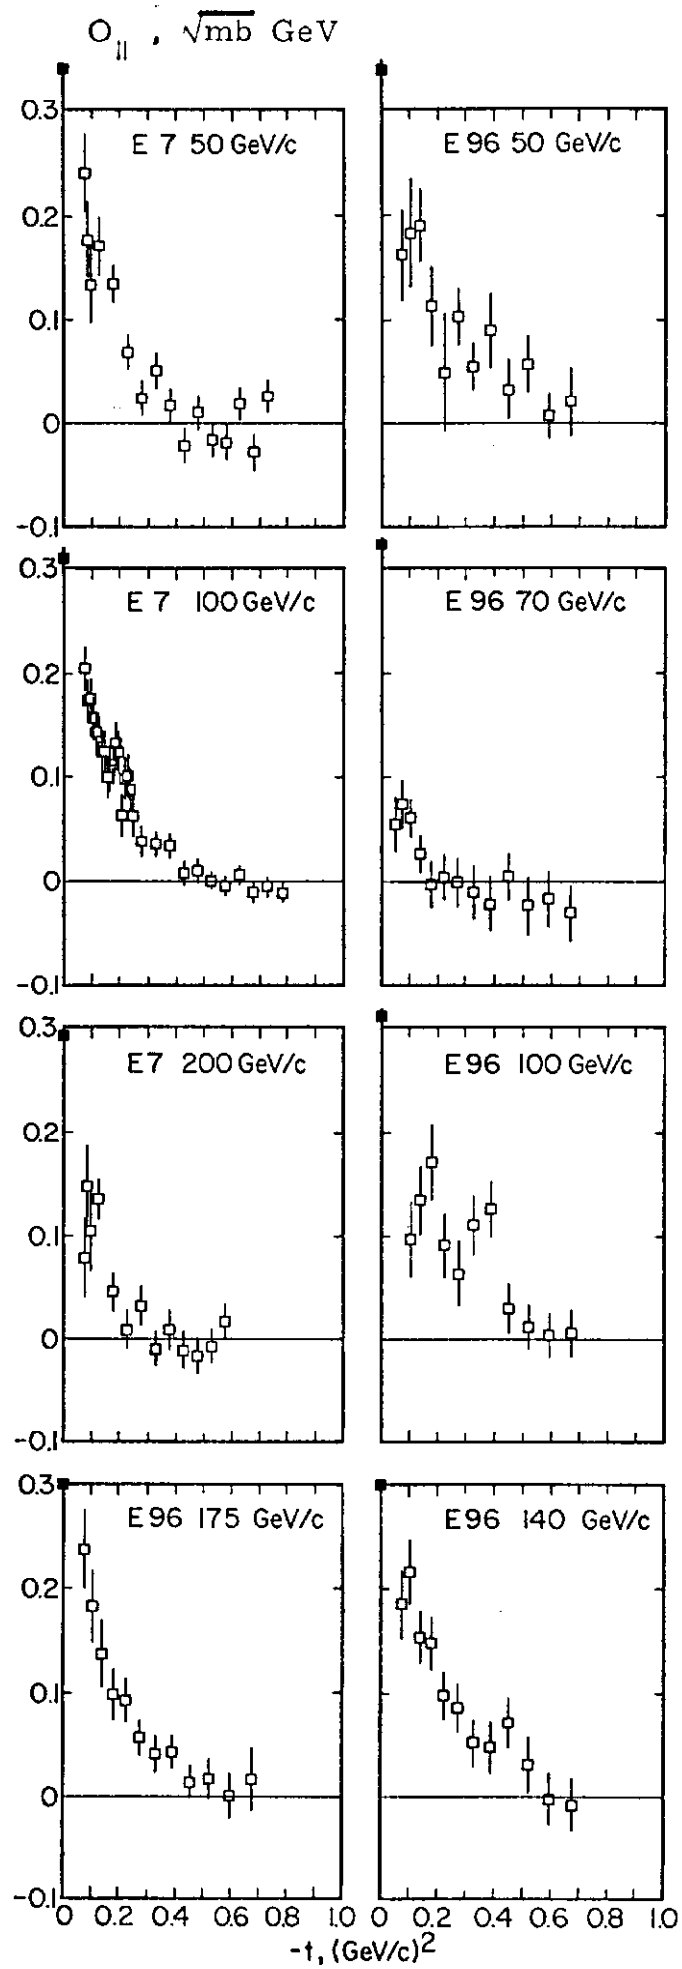 O|| , √mb GeV
0.3
E 7 50 GeV/c
E 96 50 GeV/c
0.2
0.1
0
-0.1
0.3
E 7 100 GeV/c
E 96 70 GeV/c
0.2
0.1
0
-0.1
0.3
E7 200 GeV/c
E96 100 GeV/c
0.2
0.1
0
-0.1
0.3
E96 175 GeV/c
E96 140 GeV/c
0.2
0.1
0
-0.1
0 0.2 0.4 0.6 0.8 1.0 0 0.2 0.4 0.6 0.8 1.0
-t, (GeV/c)2